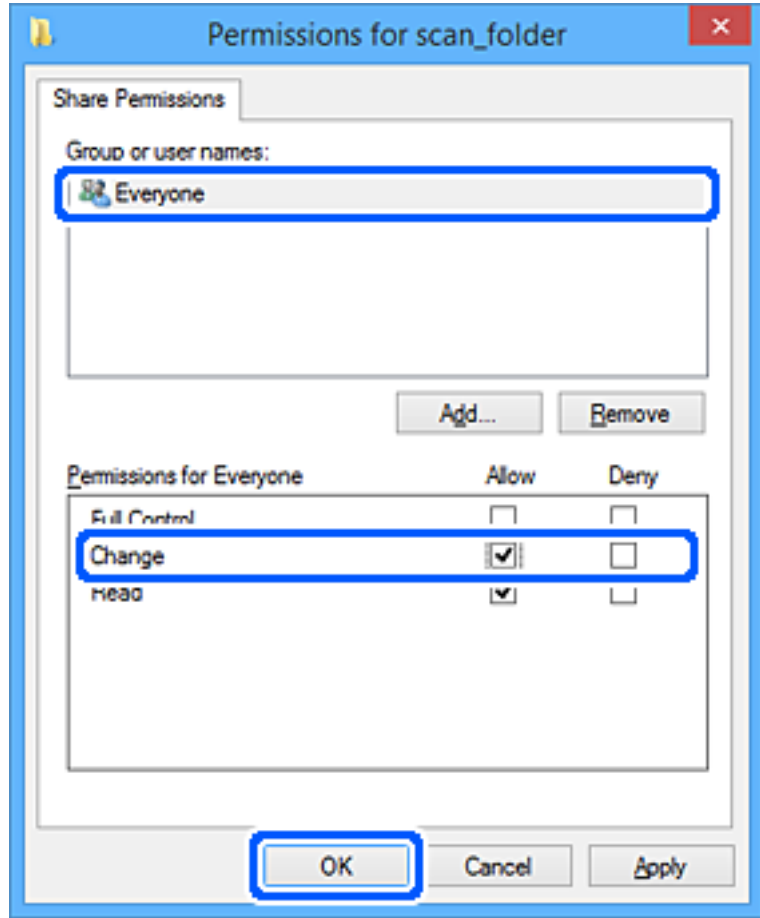 Permissions for scan_folder
Share Permissions
Group or user names:
Everyone
Add... Remove
Permissions for Everyone Allow Deny
Full Control
Change
Read
OK Cancel Apply